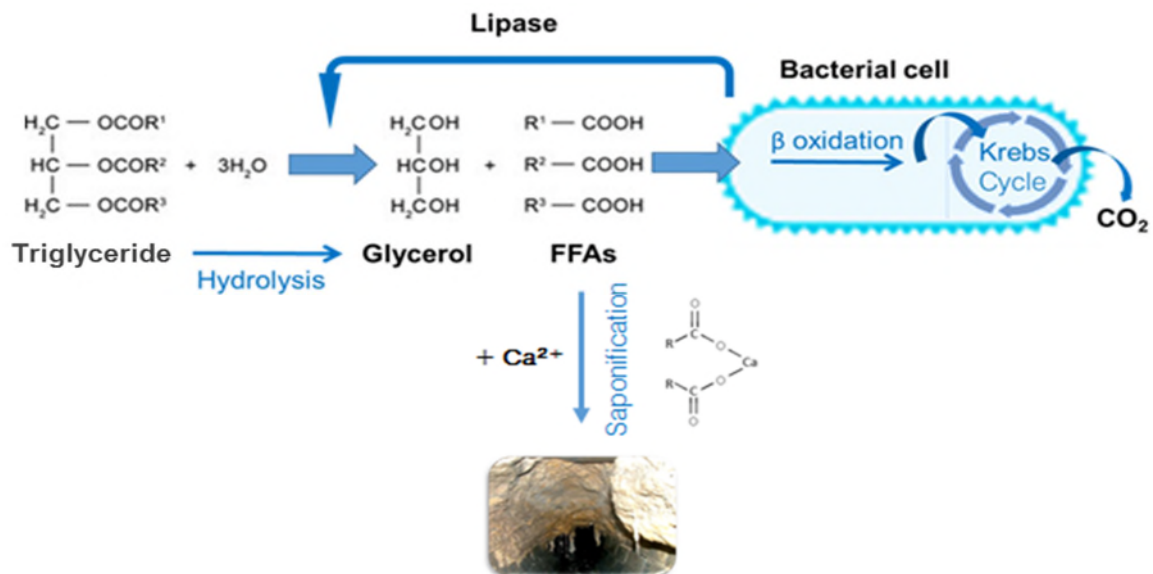 Lipase
Bacterial cell
H₂C — OCOR¹
HC — OCOR² + 3H₂O
H₂C — OCOR³
H₂COH
HCOH +
H₂COH
R¹ — COOH
R² — COOH
R³ — COOH
β oxidation
Krebs
Cycle
CO₂
Triglyceride
Hydrolysis
Glycerol
FFAs
+ Ca²⁺
Saponification
O
R C O
Ca
R C O
O